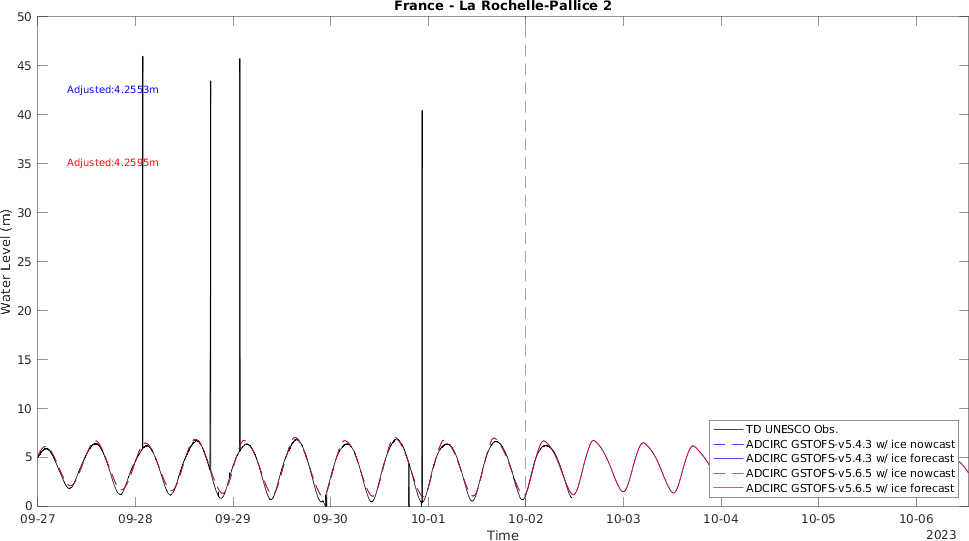 France - La Rochelle-Pallice 2
50
45
40
35
30
25
20
15
10
5
0
Water Level (m)
Adjusted:4.2553m
Adjusted:4.2595m
TD UNESCO Obs.
ADCIRC GSTOFS-v5.4.3 w/ ice nowcast
ADCIRC GSTOFS-v5.4.3 w/ ice forecast
ADCIRC GSTOFS-v5.6.5 w/ ice nowcast
ADCIRC GSTOFS-v5.6.5 w/ ice forecast
09-27 09-28 09-29 09-30 10-01 10-02 10-03 10-04 10-05 10-06
Time
2023